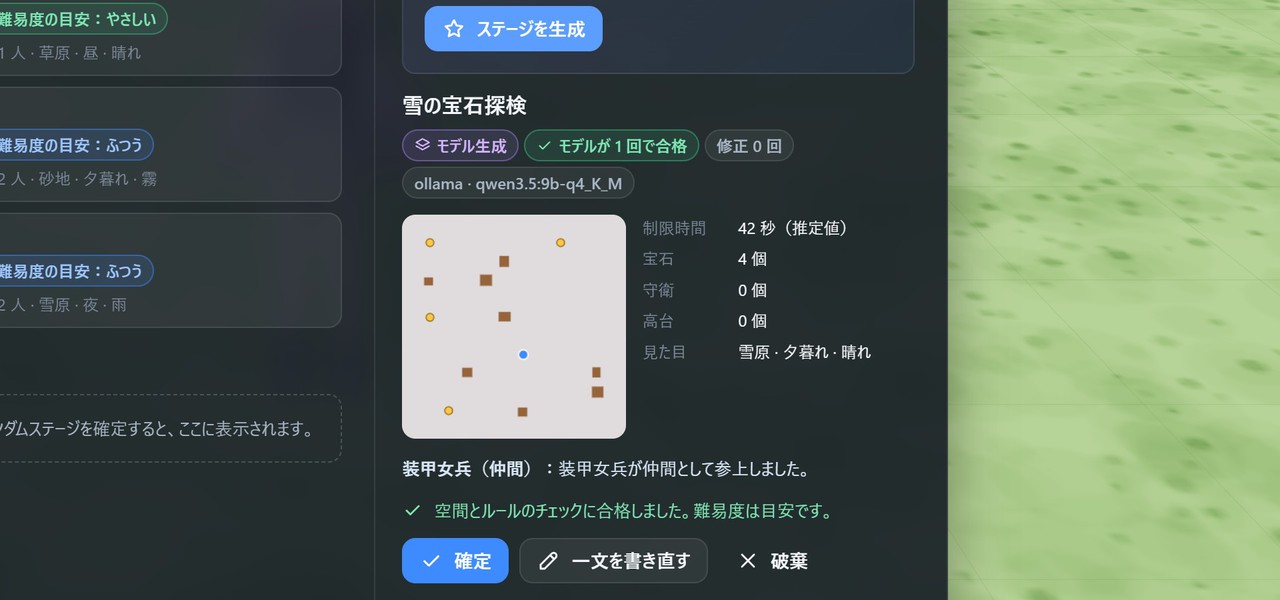 難易度の目安：やさしい
1 人 · 草原 · 昼 · 晴れ
難易度の目安：ふつう
2 人 · 砂地 · 夕暮れ · 霧
難易度の目安：ふつう
2 人 · 雪原 · 夜 · 雨
ダムステージを確定すると、ここに表示されます。
ステージを生成
雪の宝石探検
モデル生成
モデルが 1 回で合格
修正 0 回
ollama · qwen3.5:9b-q4_K_M
制限時間 42 秒（推定値）
宝石 4 個
守衛 0 個
高台 0 個
見た目 雪原 · 夕暮れ · 晴れ
装甲女兵（仲間）：装甲女兵が仲間として参上しました。
空間とルールのチェックに合格しました。難易度は目安です。
確定
一文を書き直す
破棄